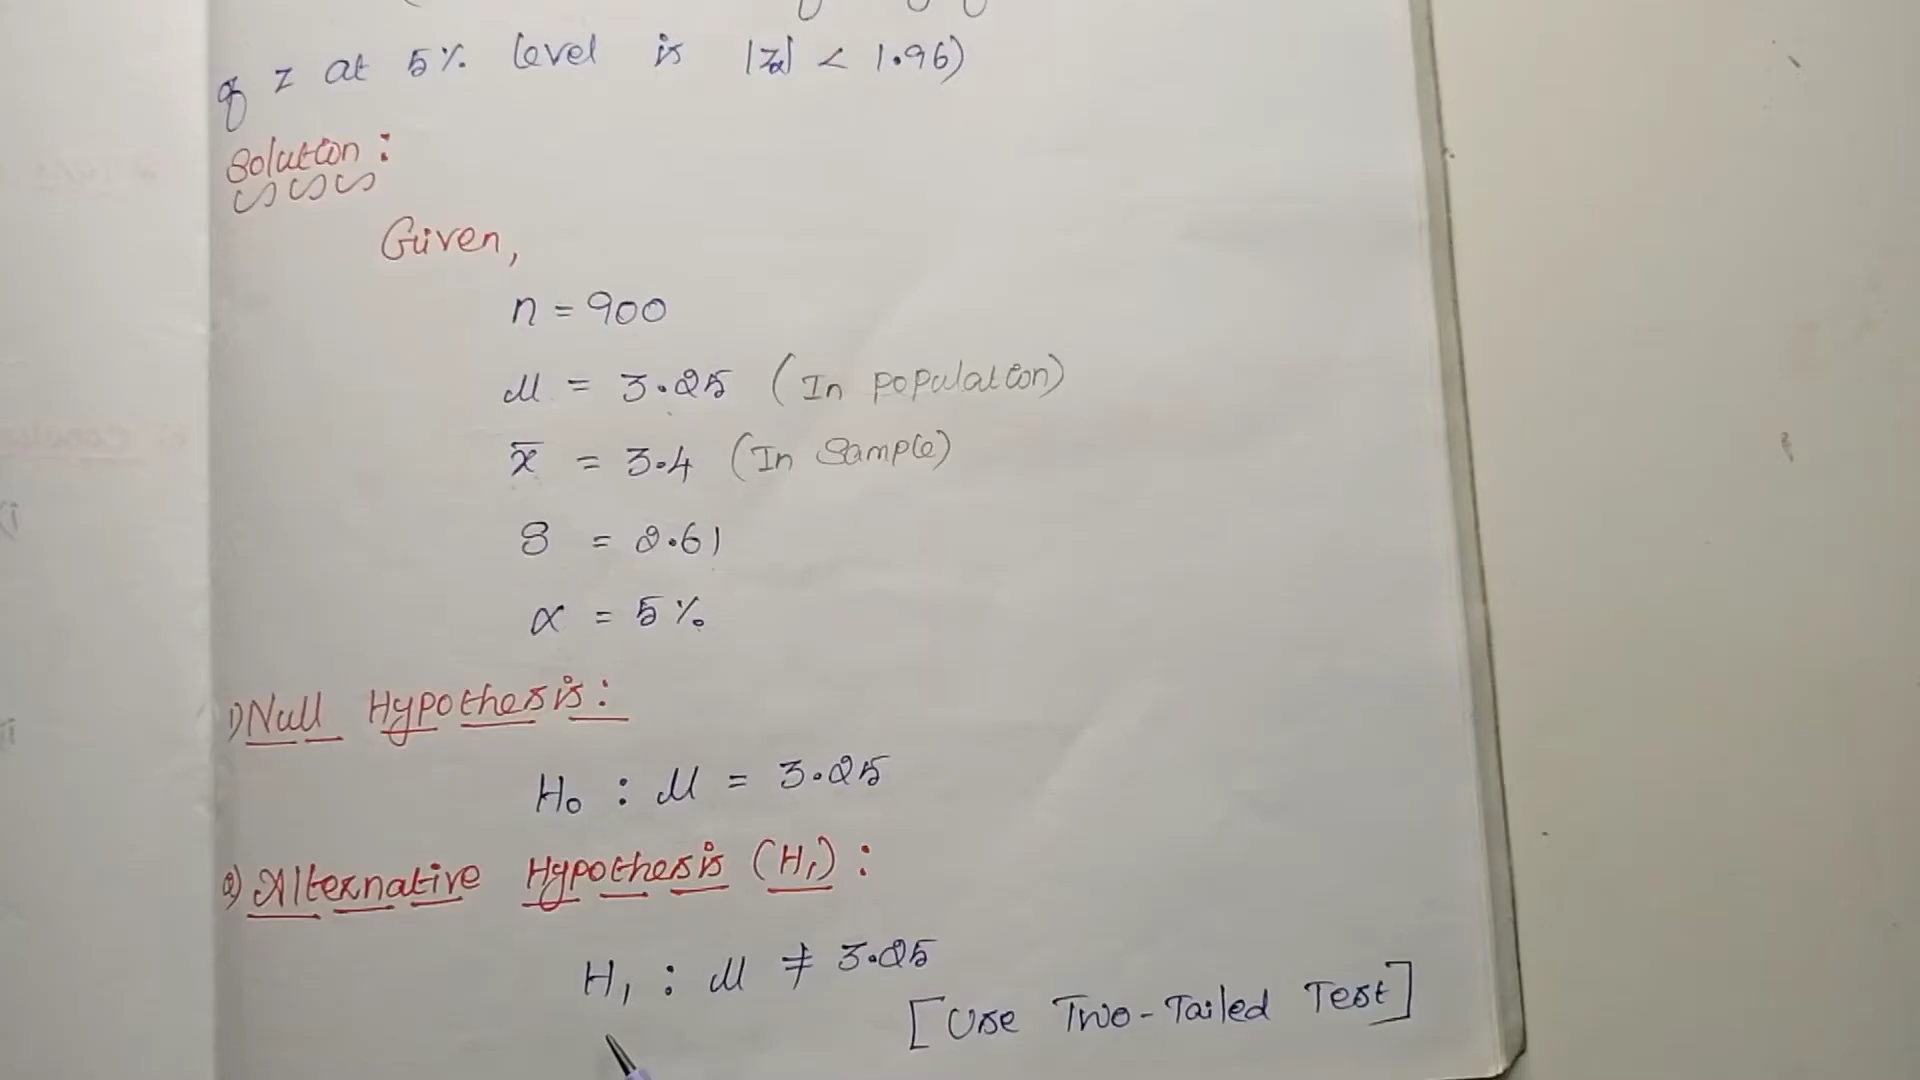 of z at 5% level is |zα| < 1.96)
Solution:
Given,
n = 900
μ = 3.25 (In population)
x̄ = 3.4 (In Sample)
S = 2.61
α = 5%
1) Null Hypothesis:
H₀ : μ = 3.25
2) Alternative Hypothesis (H₁) :
H₁ : μ ≠ 3.25
[Use Two-Tailed Test]